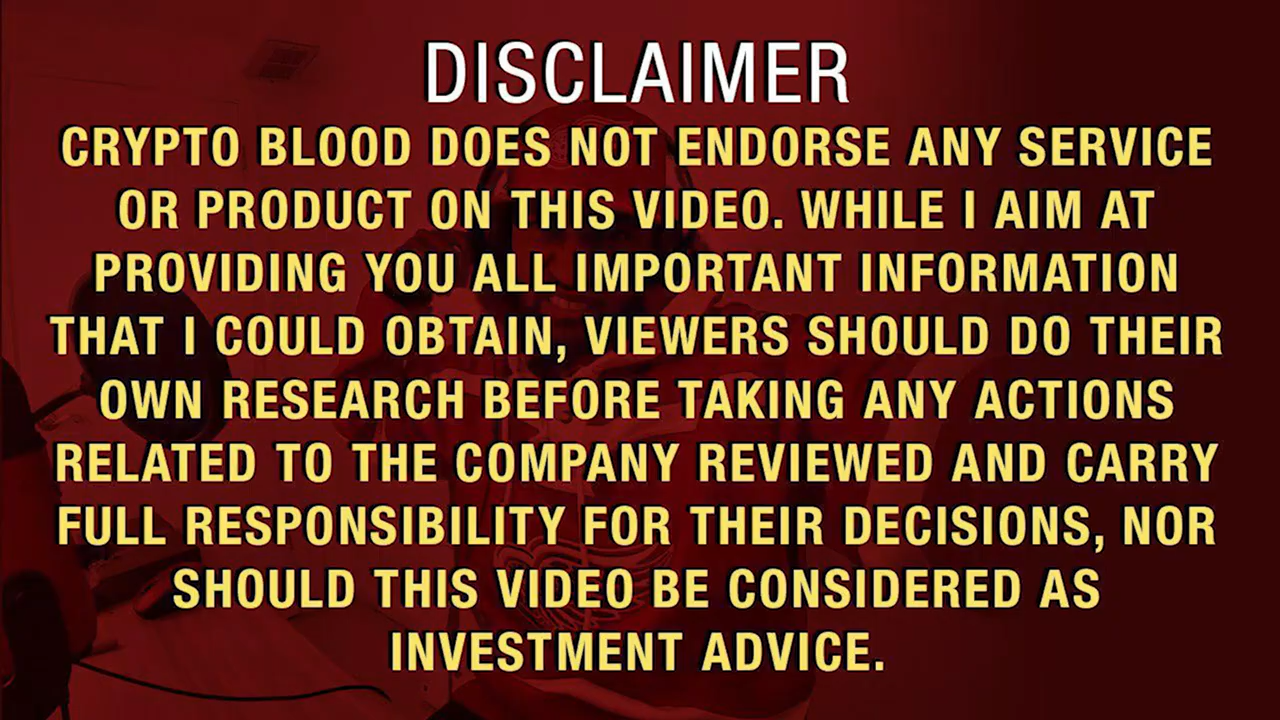 DISCLAIMER
CRYPTO BLOOD DOES NOT ENDORSE ANY SERVICE
OR PRODUCT ON THIS VIDEO. WHILE I AIM AT
PROVIDING YOU ALL IMPORTANT INFORMATION
THAT I COULD OBTAIN, VIEWERS SHOULD DO THEIR
OWN RESEARCH BEFORE TAKING ANY ACTIONS
RELATED TO THE COMPANY REVIEWED AND CARRY
FULL RESPONSIBILITY FOR THEIR DECISIONS, NOR
SHOULD THIS VIDEO BE CONSIDERED AS
INVESTMENT ADVICE.